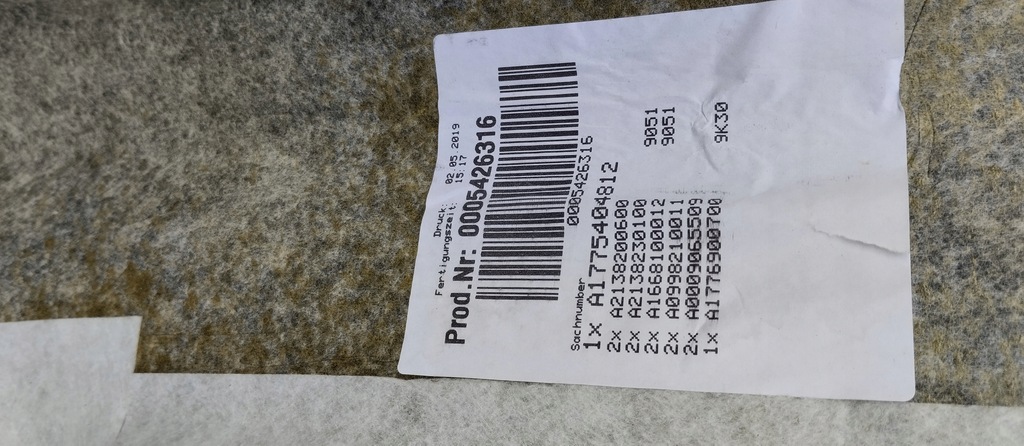 Druck: 02.05.2019
Fertigungszeit: 15:17
Prod.Nr: 0005426316
0005426316
Sachnumber
1x A1775404812
2x A2138200600
2x A2138230100 9051
2x A1668100012 9051
2x A0998210011
2x A0009065509
1x A1776900700 9K30